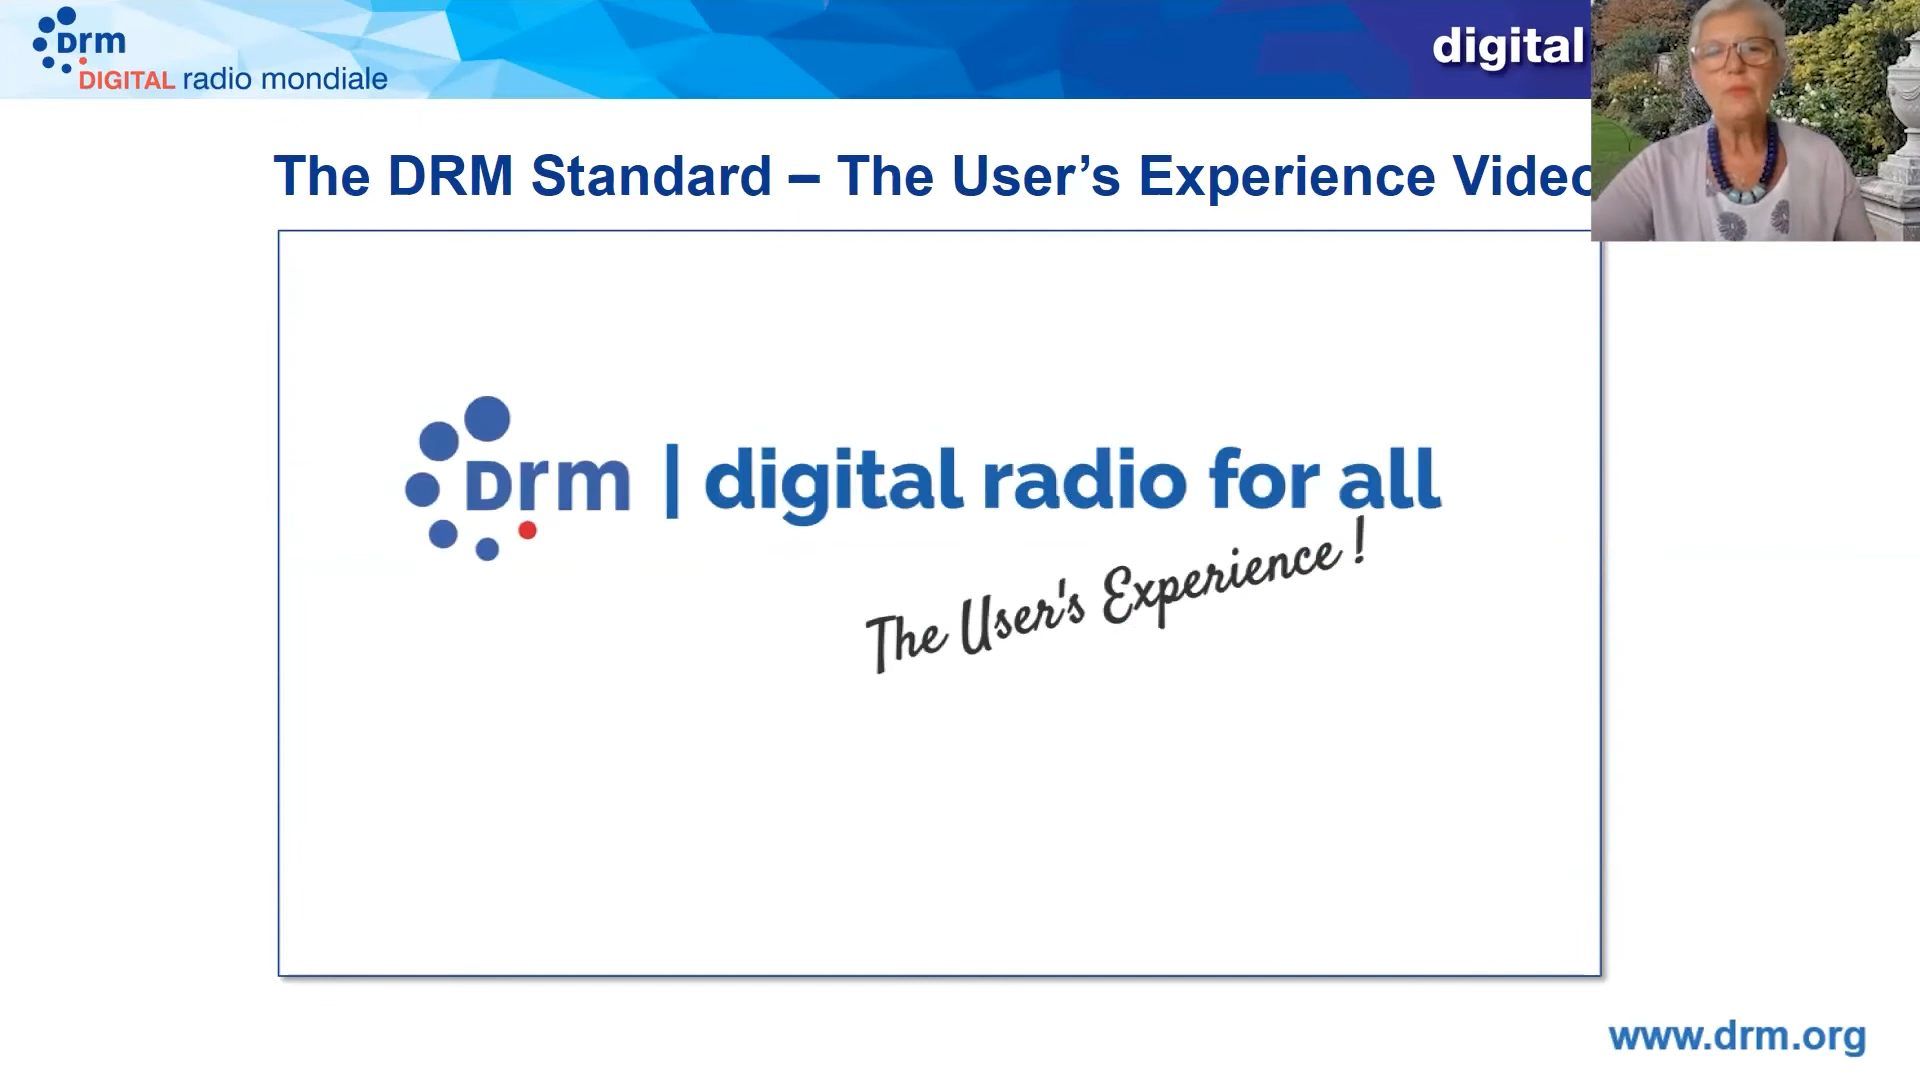 Drm
DIGITAL radio mondiale
digital
The DRM Standard – The User’s Experience Video
Drm | digital radio for all
The User's Experience !
www.drm.org